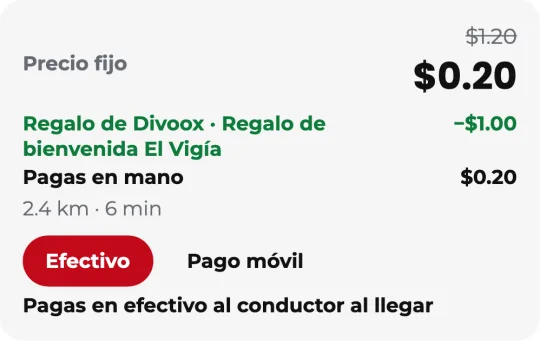 $1.20
Precio fijo
$0.20
Regalo de Divoox · Regalo de
bienvenida El Vigía
−$1.00
Pagas en mano
$0.20
2.4 km · 6 min
Efectivo
Pago móvil
Pagas en efectivo al conductor al llegar